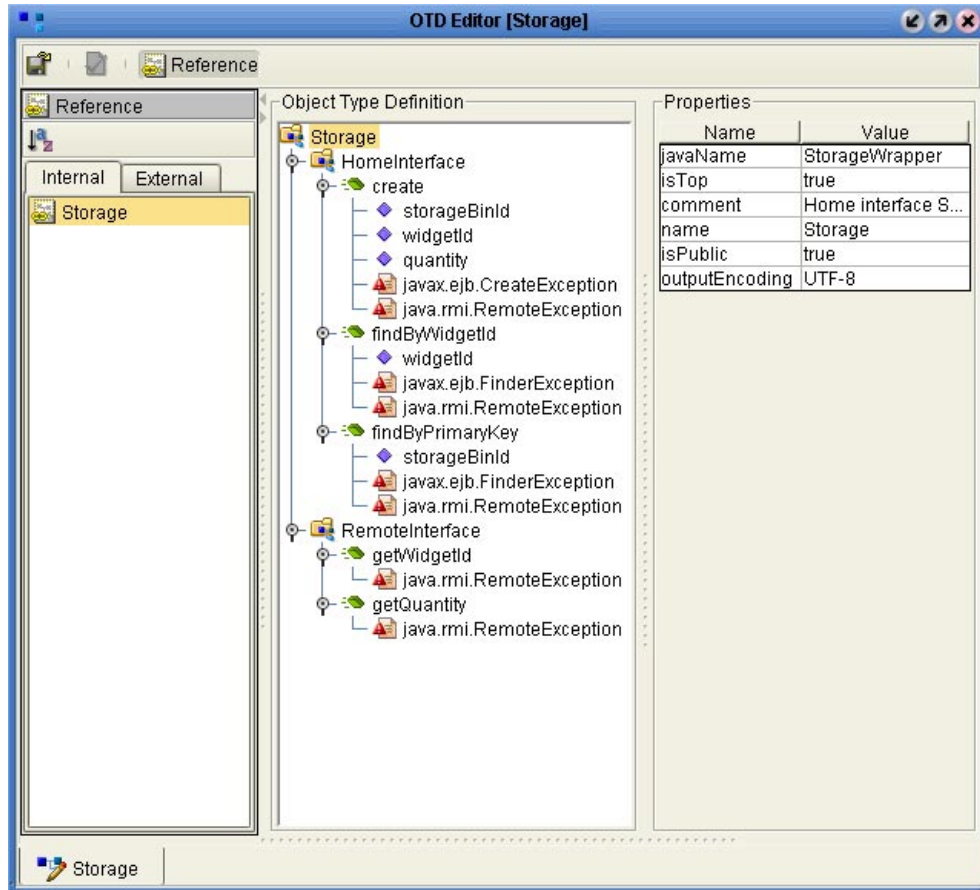 OTD Editor [Storage]
Reference
Reference
Internal External
Storage
Object Type Definition
Storage
HomeInterface
create
storageBinId
widgetId
quantity
javax.ejb.CreateException
java.rmi.RemoteException
findByWidgetId
widgetId
javax.ejb.FinderException
java.rmi.RemoteException
findByPrimaryKey
storageBinId
javax.ejb.FinderException
java.rmi.RemoteException
RemoteInterface
getWidgetId
java.rmi.RemoteException
getQuantity
java.rmi.RemoteException
Properties
Name Value
javaName StorageWrapper
isTop true
comment Home interface S...
name Storage
isPublic true
outputEncoding UTF-8
Storage